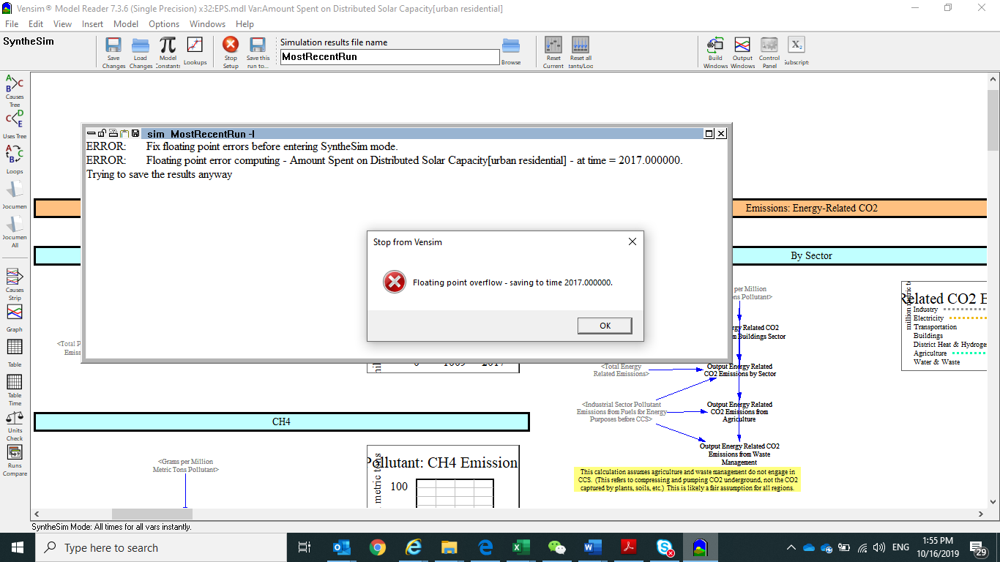 Vensim® Model Reader 7.3.6 (Single Precision) x32:EPS.mdl Var:Amount Spent on Distributed Solar Capacity[urban residential]
File Edit View Insert Model Options Windows Help
SyntheSim
Save Changes
Load Changes
Model Constants
Lookups
Stop Setup
Save this run to...
Simulation results file name
MostRecentRun
Browse
Reset Current
Reset all
Build Windows
Output Windows
Control Panel
Causes Tree
Uses Tree
Loops
Causes Strip
Graph
Table
Table Time
Units Check
Runs Compare
sim MostRecentRun -I
ERROR: Fix floating point errors before entering SyntheSim mode.
ERROR: Floating point error computing - Amount Spent on Distributed Solar Capacity[urban residential] - at time = 2017.000000.
Trying to save the results anyway
Stop from Vensim
Floating point overflow - saving to time 2017.000000.
OK
Emissions: Energy-Related CO2
By Sector
per Million
ns Pollutant>
rgy Related CO2
m Buildings Sector
<Total Energy
Related Emissions>
Output Energy Related
CO2 Emissions by Sector
<Industrial Sector Pollutant
Emissions from Fuels for Energy
Purposes before CCS>
Output Energy Related
CO2 Emissions from
Agriculture
Output Energy Related CO2
Emissions from Waste
Management
This calculation assumes agriculture and waste management do not engage in
CCS. (This refers to compressing and pumping CO2 underground, not the CO2
captured by plants, soils, etc.) This is likely a fair assumption for all regions.
Related CO2 E
Industry
Electricity
Transportation
Buildings
District Heat & Hydroge
Agriculture
Water & Waste
<Total P
Emiss
CH4
<Grams per Million
Metric Tons Pollutant>
Pollutant: CH4 Emission
100
SyntheSim Mode: All times for all vars instantly.
Type here to search
ENG
1:55 PM
10/16/2019
29